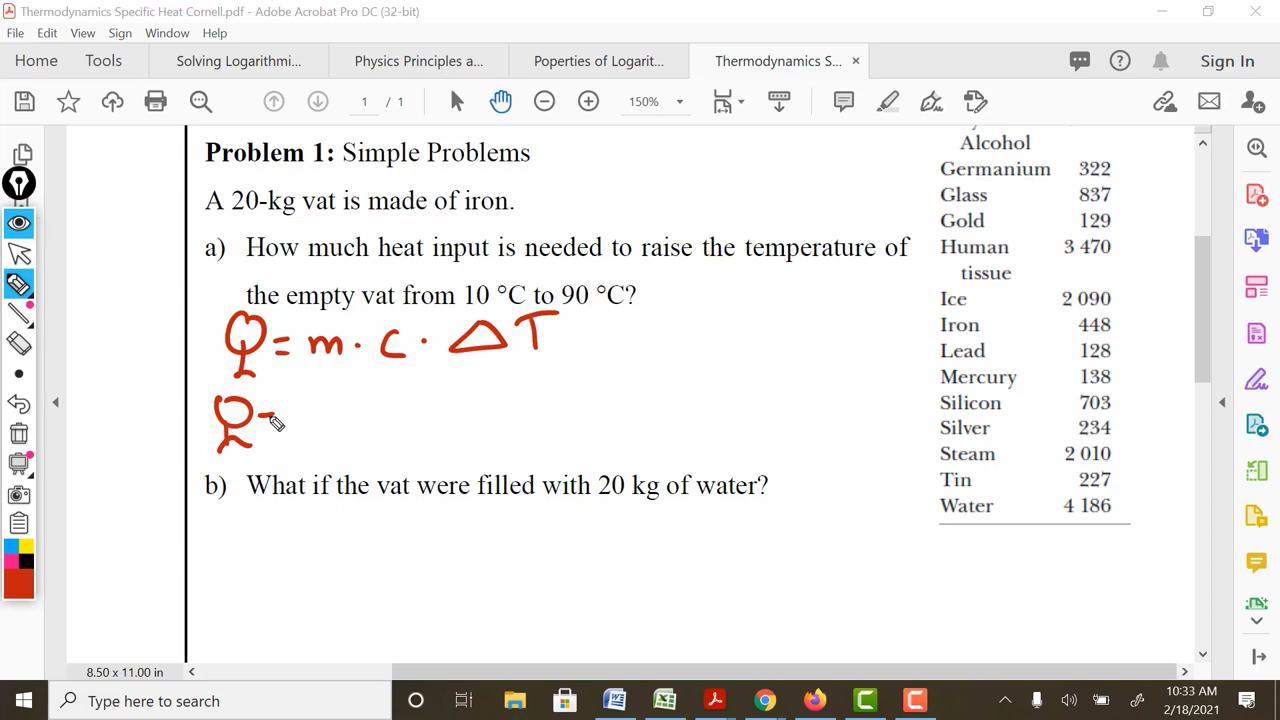 Thermodynamics Specific Heat Cornell.pdf - Adobe Acrobat Pro DC (32-bit)
File Edit View Sign Window Help
Home Tools Solving Logarithmi... Physics Principles a... Poperties of Logarit... Thermodynamics S... × Sign In
1 / 1 150%
Problem 1: Simple Problems
A 20-kg vat is made of iron.
a) How much heat input is needed to raise the temperature of
the empty vat from 10 °C to 90 °C?
Q = m · c · ΔT
Q -
b) What if the vat were filled with 20 kg of water?
Alcohol
Germanium 322
Glass 837
Gold 129
Human 3 470
tissue
Ice 2 090
Iron 448
Lead 128
Mercury 138
Silicon 703
Silver 234
Steam 2 010
Tin 227
Water 4 186
8.50 x 11.00 in
Type here to search
10:33 AM
2/18/2021